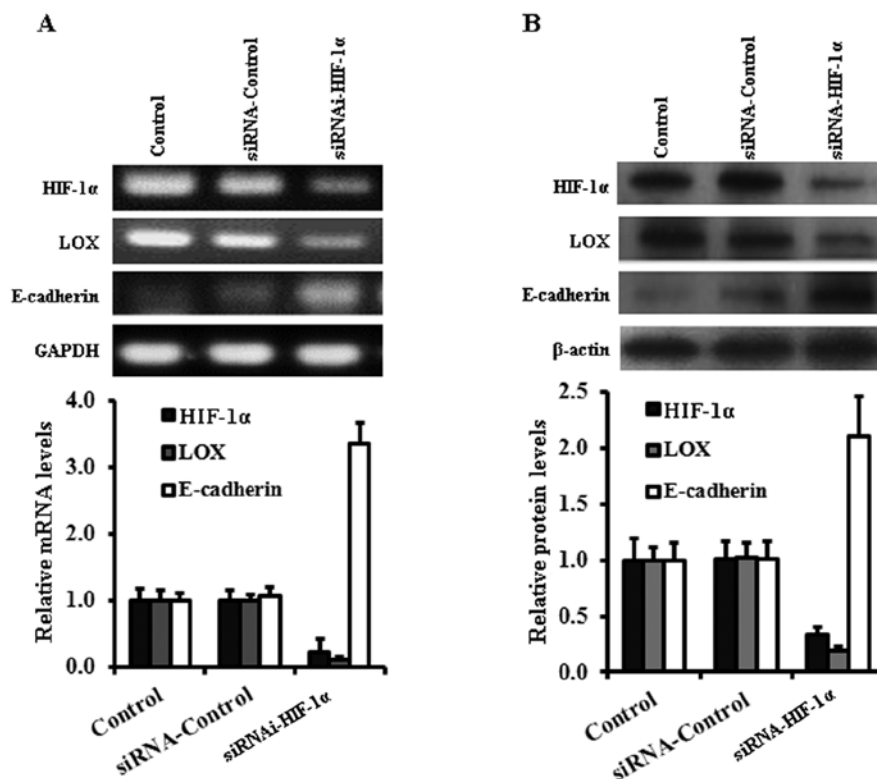 A
Control
siRNA-Control
siRNAi-HIF-1α
HIF-1α
LOX
E-cadherin
GAPDH
4.0
3.0
2.0
1.0
0.0
Relative mRNA levels
HIF-1α
LOX
E-cadherin
Control
siRNA-Control
siRNAi-HIF-1α
B
Control
siRNA-Control
siRNA-HIF-1α
HIF-1α
LOX
E-cadherin
β-actin
2.5
2.0
1.5
1.0
0.5
0.0
Relative protein levels
HIF-1α
LOX
E-cadherin
Control
siRNA-Control
siRNA-HIF-1α